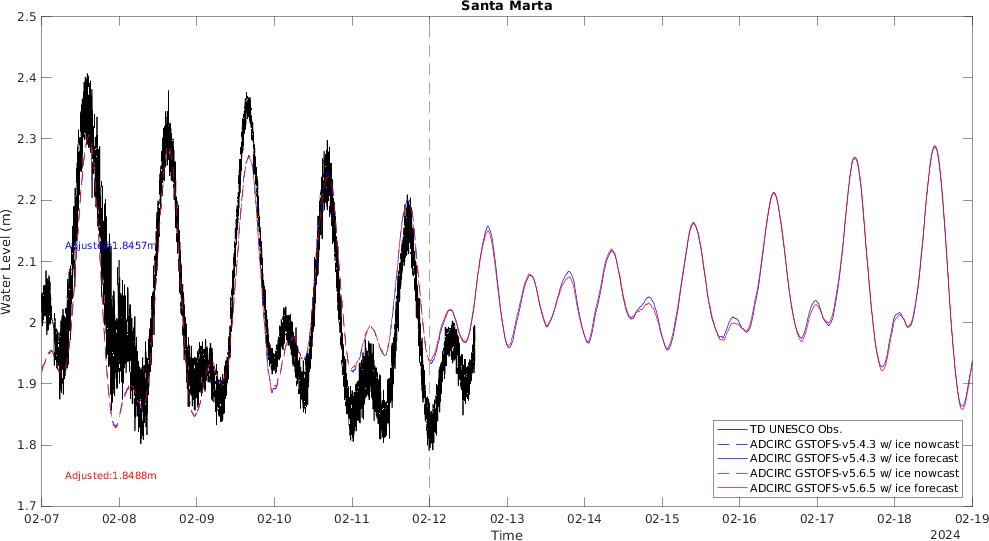 Santa Marta
2.5
2.4
2.3
2.2
2.1
2
1.9
1.8
1.7
Water Level (m)
Adjusted:1.8457m
Adjusted:1.8488m
TD UNESCO Obs.
ADCIRC GSTOFS-v5.4.3 w/ ice nowcast
ADCIRC GSTOFS-v5.4.3 w/ ice forecast
ADCIRC GSTOFS-v5.6.5 w/ ice nowcast
ADCIRC GSTOFS-v5.6.5 w/ ice forecast
02-07 02-08 02-09 02-10 02-11 02-12 02-13 02-14 02-15 02-16 02-17 02-18 02-19
Time
2024